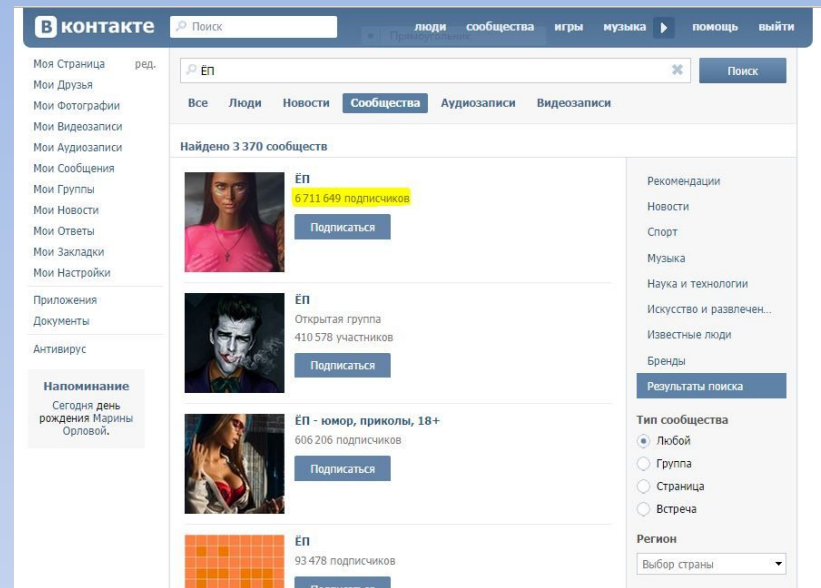 В контакте Поиск люди сообщества игры музыка помощь выйти
Моя Страница ред.
Мои Друзья
Мои Фотографии
Мои Видеозаписи
Мои Аудиозаписи
Мои Сообщения
Мои Группы
Мои Новости
Мои Ответы
Мои Закладки
Мои Настройки
Приложения
Документы
Антивирус
Напоминание
Сегодня день
рождения Марины
Орловой.
ЁП Поиск
Все Люди Новости Сообщества Аудиозаписи Видеозаписи
Найдено 3 370 сообществ
ЁП
6 711 649 подписчиков
Подписаться
ЁП
Открытая группа
410 578 участников
Подписаться
ЁП - юмор, приколы, 18+
606 206 подписчиков
Подписаться
ЁП
93 478 подписчиков
Подписаться
Рекомендации
Новости
Спорт
Музыка
Наука и технологии
Искусство и развлечен...
Известные люди
Бренды
Результаты поиска
Тип сообщества
Любой
Группа
Страница
Встреча
Регион
Выбор страны